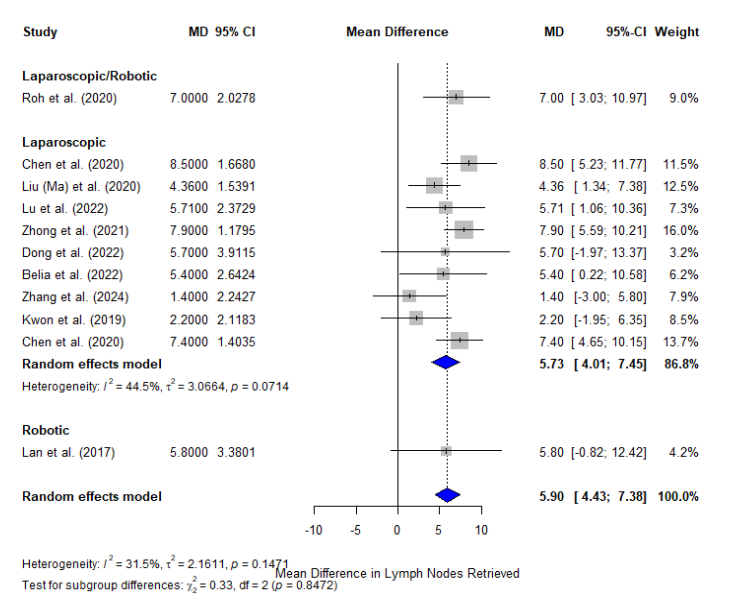 Study MD 95% CI Mean Difference MD 95%-CI Weight
Laparoscopic/Robotic
Roh et al. (2020) 7.0000 2.0278 7.00 [ 3.03; 10.97] 9.0%
Laparoscopic
Chen et al. (2020) 8.5000 1.6680 8.50 [ 5.23; 11.77] 11.5%
Liu (Ma) et al. (2020) 4.3600 1.5391 4.36 [ 1.34; 7.38] 12.5%
Lu et al. (2022) 5.7100 2.3729 5.71 [ 1.06; 10.36] 7.3%
Zhong et al. (2021) 7.9000 1.1795 7.90 [ 5.59; 10.21] 16.0%
Dong et al. (2022) 5.7000 3.9115 5.70 [-1.97; 13.37] 3.2%
Belia et al. (2022) 5.4000 2.6424 5.40 [ 0.22; 10.58] 6.2%
Zhang et al. (2024) 1.4000 2.2427 1.40 [-3.00; 5.80] 7.9%
Kwon et al. (2019) 2.2000 2.1183 2.20 [-1.95; 6.35] 8.5%
Chen et al. (2020) 7.4000 1.4035 7.40 [ 4.65; 10.15] 13.7%
Random effects model 5.73 [ 4.01; 7.45] 86.8%
Heterogeneity: I² = 44.5%, τ² = 3.0664, p = 0.0714
Robotic
Lan et al. (2017) 5.8000 3.3801 5.80 [-0.82; 12.42] 4.2%
Random effects model 5.90 [ 4.43; 7.38] 100.0%
-10 -5 0 5 10
Heterogeneity: I² = 31.5%, τ² = 2.1611, p = 0.1471
Mean Difference in Lymph Nodes Retrieved
Test for subgroup differences: χ²₂ = 0.33, df = 2 (p = 0.8472)